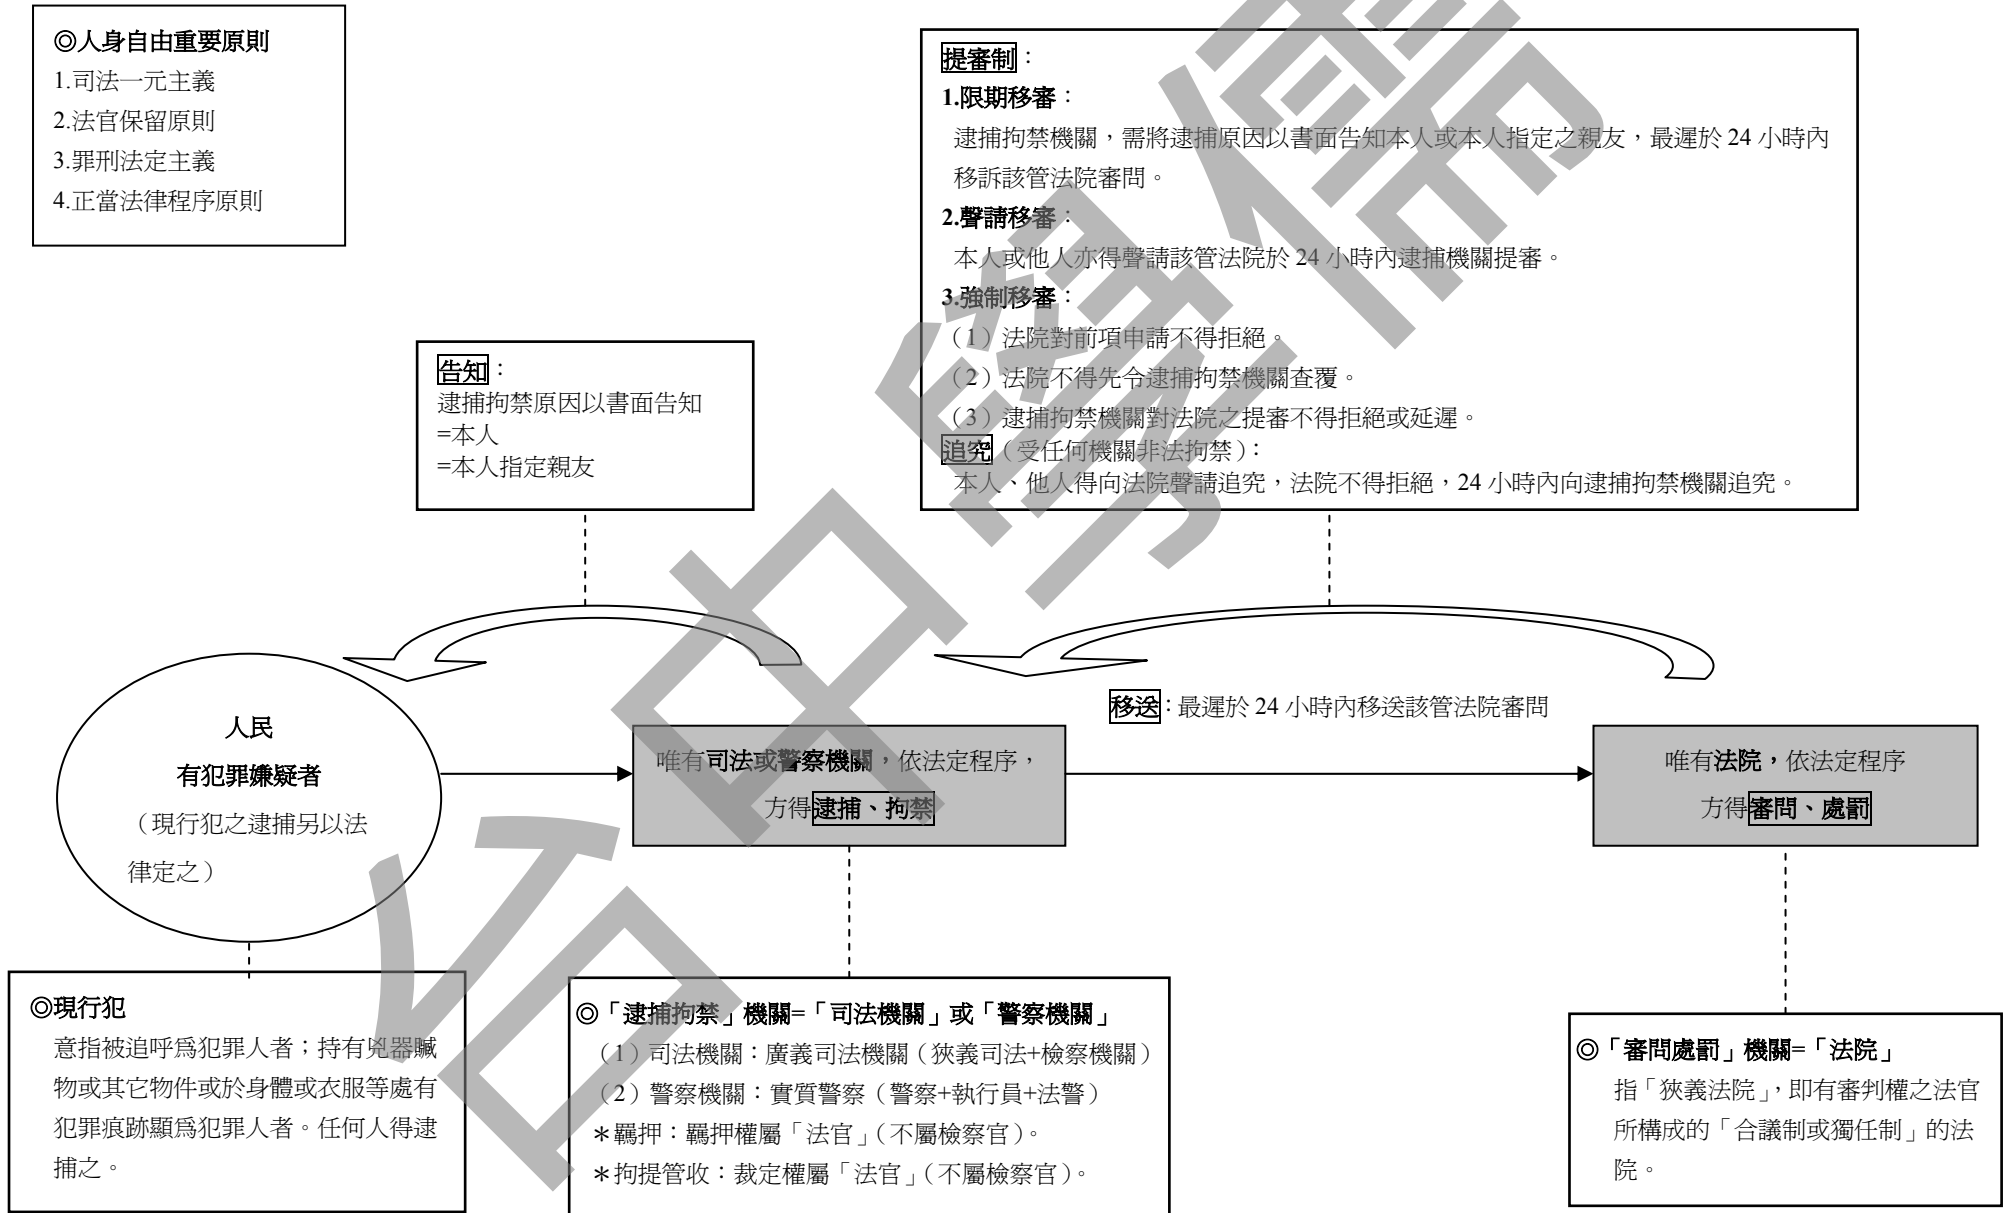 ◎人身自由重要原則
1.司法一元主義
2.法官保留原則
3.罪刑法定主義
4.正當法律程序原則
提審制：
1.限期移審：
逮捕拘禁機關，需將逮捕原因以書面告知本人或本人指定之親友，最遲於 24 小時內
移訴該管法院審問。
2.聲請移審：
本人或他人亦得聲請該管法院於 24 小時內逮捕機關提審。
3.強制移審：
（1）法院對前項申請不得拒絕。
（2）法院不得先令逮捕拘禁機關查覆。
（3）逮捕拘禁機關對法院之提審不得拒絕或延遲。
追究（受任何機關非法拘禁）：
本人、他人得向法院聲請追究，法院不得拒絕，24 小時內向逮捕拘禁機關追究。
告知：
逮捕拘禁原因以書面告知
=本人
=本人指定親友
移送：最遲於 24 小時內移送該管法院審問
人民
有犯罪嫌疑者
（現行犯之逮捕另以法
律定之）
唯有司法或警察機關，依法定程序，
方得逮捕、拘禁
唯有法院，依法定程序
方得審問、處罰
◎現行犯
意指被追呼為犯罪人者；持有兇器贓
物或其它物件或於身體或衣服等處有
犯罪痕跡顯為犯罪人者。任何人得逮
捕之。
◎「逮捕拘禁」機關=「司法機關」或「警察機關」
（1）司法機關：廣義司法機關（狹義司法+檢察機關）
（2）警察機關：實質警察（警察+執行員+法警）
＊羈押：羈押權屬「法官」（不屬檢察官）。
＊拘提管收：裁定權屬「法官」（不屬檢察官）。
◎「審問處罰」機關=「法院」
指「狹義法院」，即有審判權之法官
所構成的「合議制或獨任制」的法
院。
台中學儒